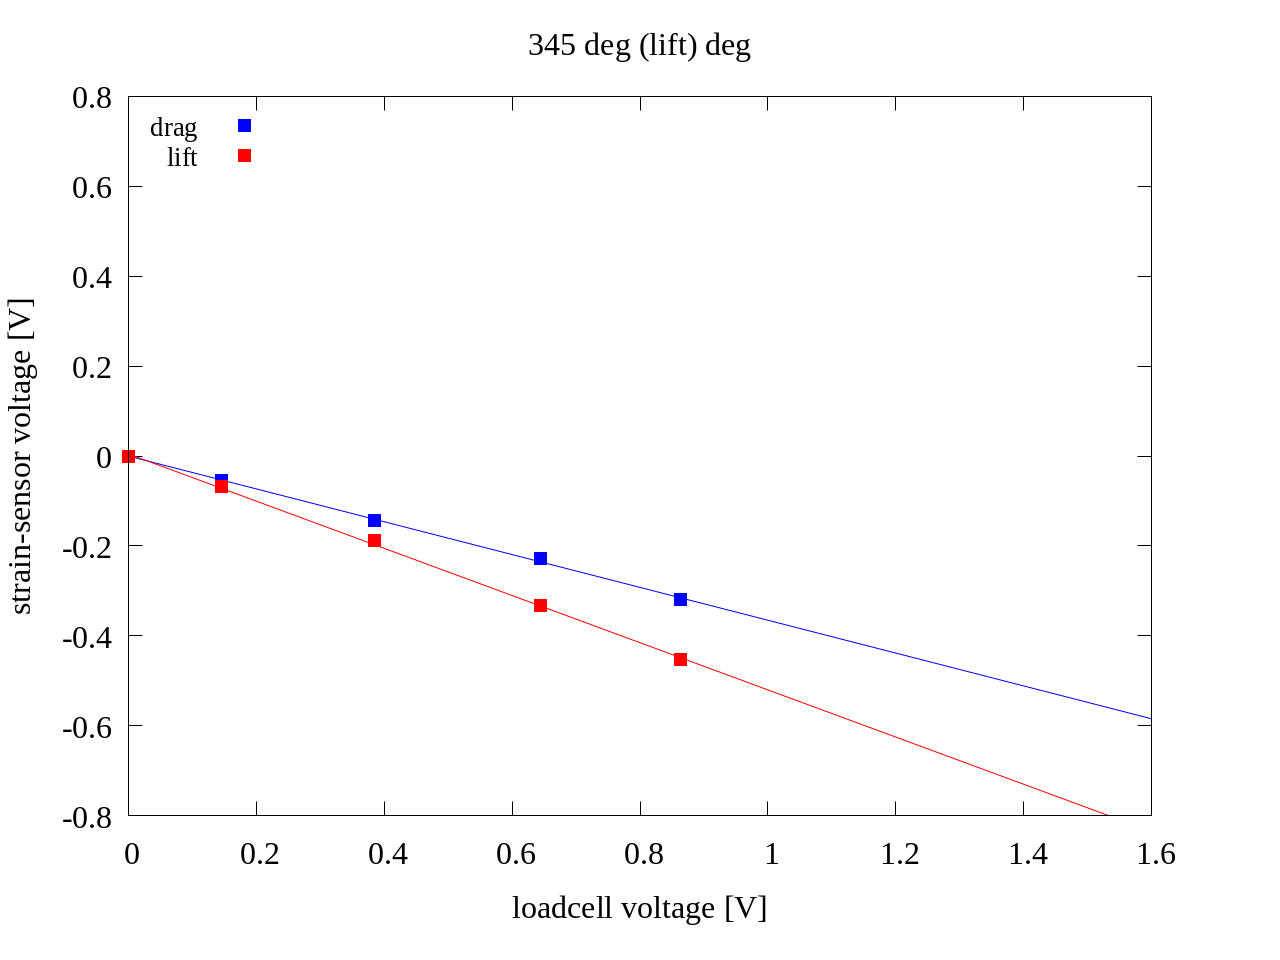 345 deg (lift) deg
drag
lift
0.8
0.6
0.4
0.2
0
-0.2
-0.4
-0.6
-0.8
strain-sensor voltage [V]
0 0.2 0.4 0.6 0.8 1 1.2 1.4 1.6
loadcell voltage [V]